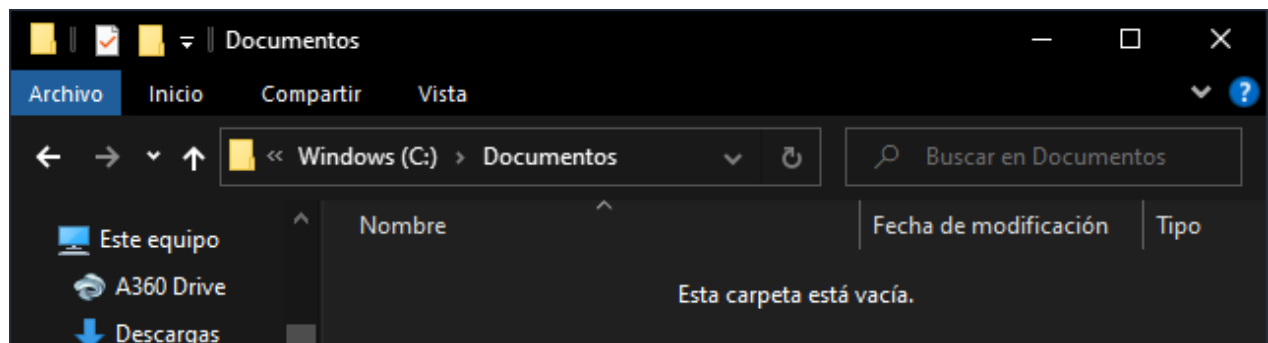 Documentos
Archivo Inicio Compartir Vista
« Windows (C:) > Documentos Buscar en Documentos
Nombre Fecha de modificación Tipo
Este equipo
A360 Drive
Esta carpeta está vacía.
Descargas